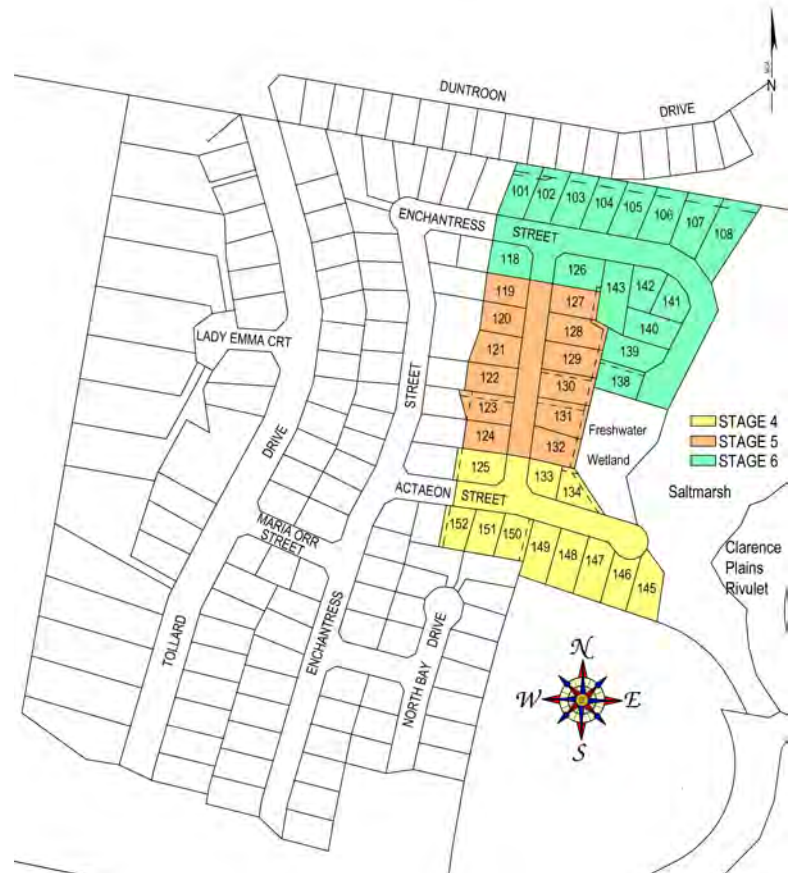 DUNTROON
DRIVE
N
101
102
103
104
105
106
107
108
ENCHANTRESS
STREET
118
126
143
142
141
119
127
120
128
140
121
129
139
122
130
138
123
131
124
132
Freshwater
Wetland
STAGE 4
STAGE 5
STAGE 6
LADY EMMA CRT
STREET
DRIVE
125
133
134
ACTAEON STREET
Saltmarsh
MARIA ORR
STREET
152
151
150
149
148
147
146
145
Clarence
Plains
Rivulet
TOLLARD
ENCHANTRESS
NORTH BAY
DRIVE
N
W
E
S